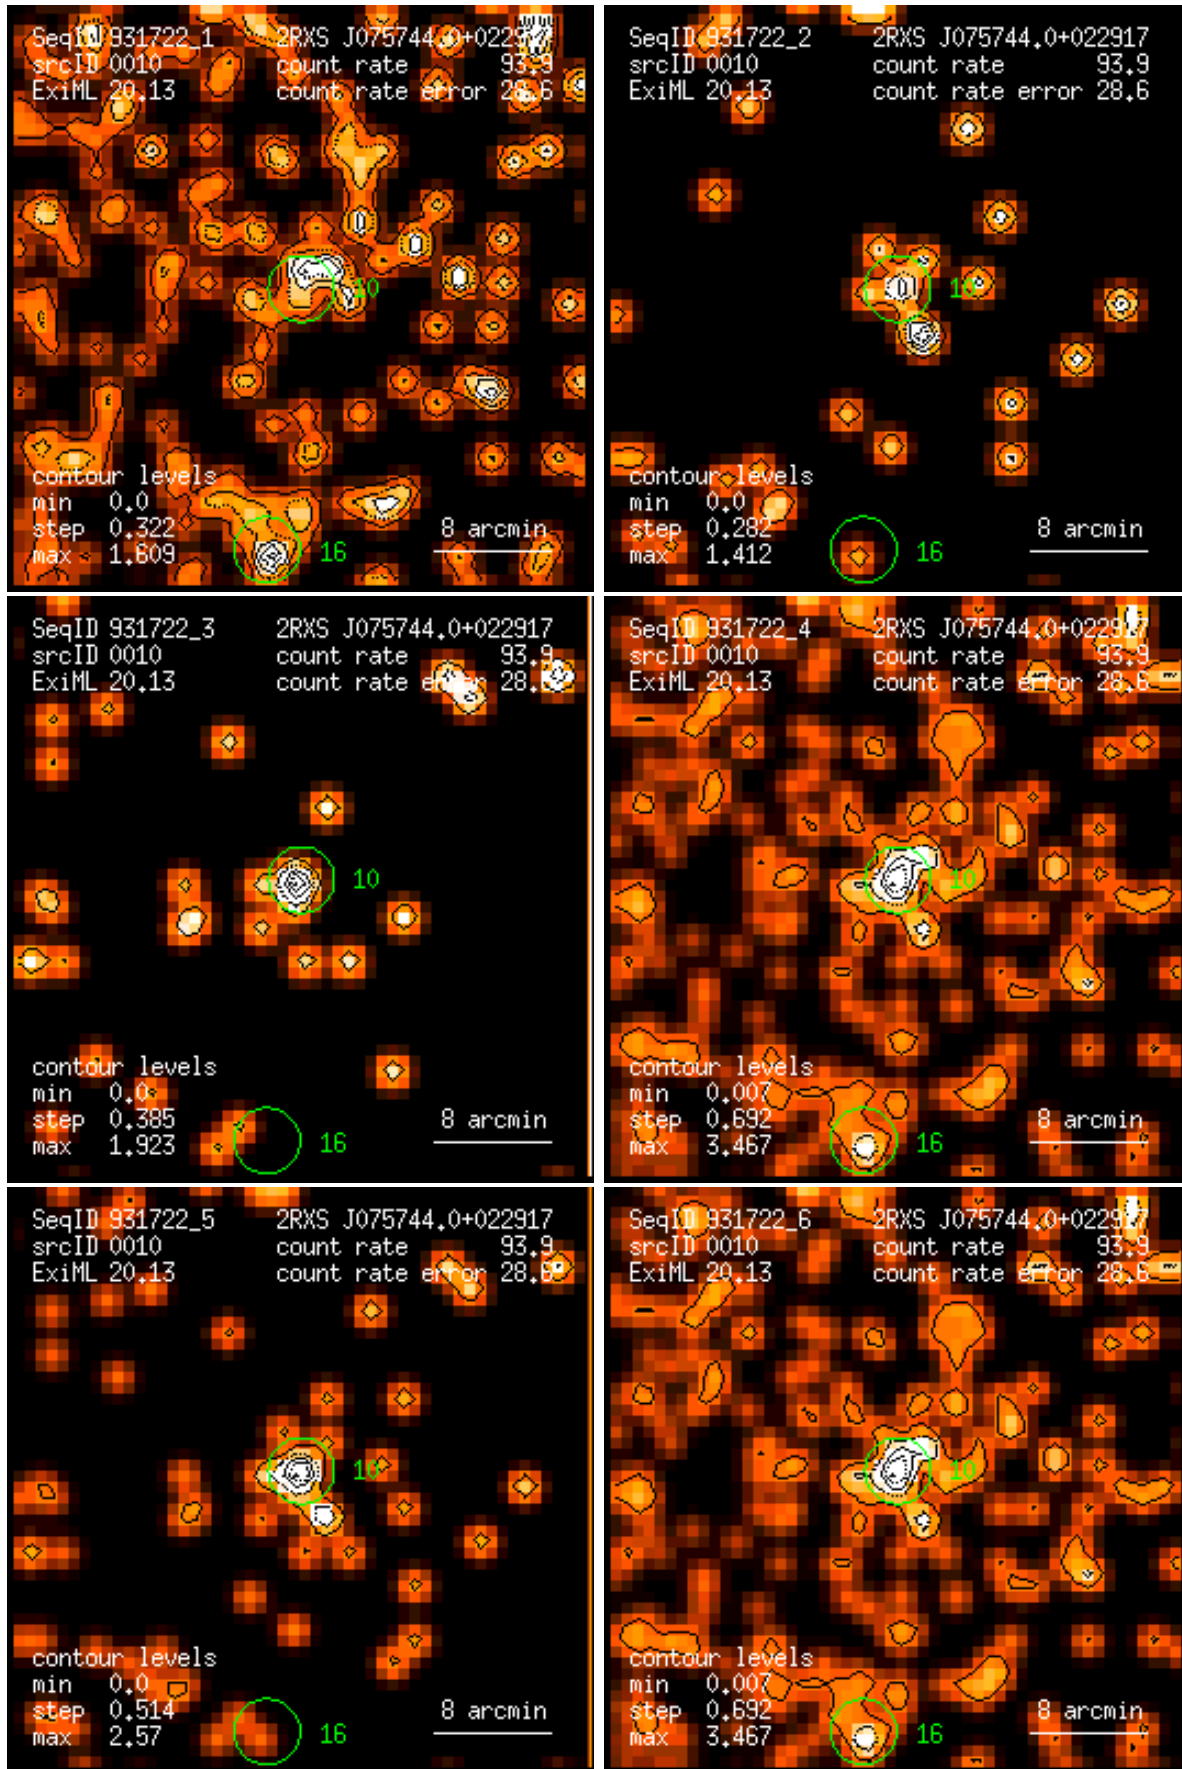 SeqID 931722_1 2RXS J075744.0+022917
srcID 0010 count rate 93.9
ExiML 20.13 count rate error 28.6
10
contour levels
min 0.0
step 0.322 8 arcmin
max 1.609 16
SeqID 931722_2 2RXS J075744.0+022917
srcID 0010 count rate 93.9
ExiML 20.13 count rate error 28.6
10
contour levels
min 0.0
step 0.282 8 arcmin
max 1.412 16
SeqID 931722_3 2RXS J075744.0+022917
srcID 0010 count rate 93.9
ExiML 20.13 count rate error 28.6
10
contour levels
min 0.0
step 0.385 8 arcmin
max 1.923 16
SeqID 931722_4 2RXS J075744.0+022917
srcID 0010 count rate 93.9
ExiML 20.13 count rate error 28.6
10
contour levels
min 0.007
step 0.692 8 arcmin
max 3.467 16
SeqID 931722_5 2RXS J075744.0+022917
srcID 0010 count rate 93.9
ExiML 20.13 count rate error 28.6
10
contour levels
min 0.0
step 0.514 8 arcmin
max 2.57 16
SeqID 931722_6 2RXS J075744.0+022917
srcID 0010 count rate 93.9
ExiML 20.13 count rate error 28.6
10
contour levels
min 0.007
step 0.692 8 arcmin
max 3.467 16